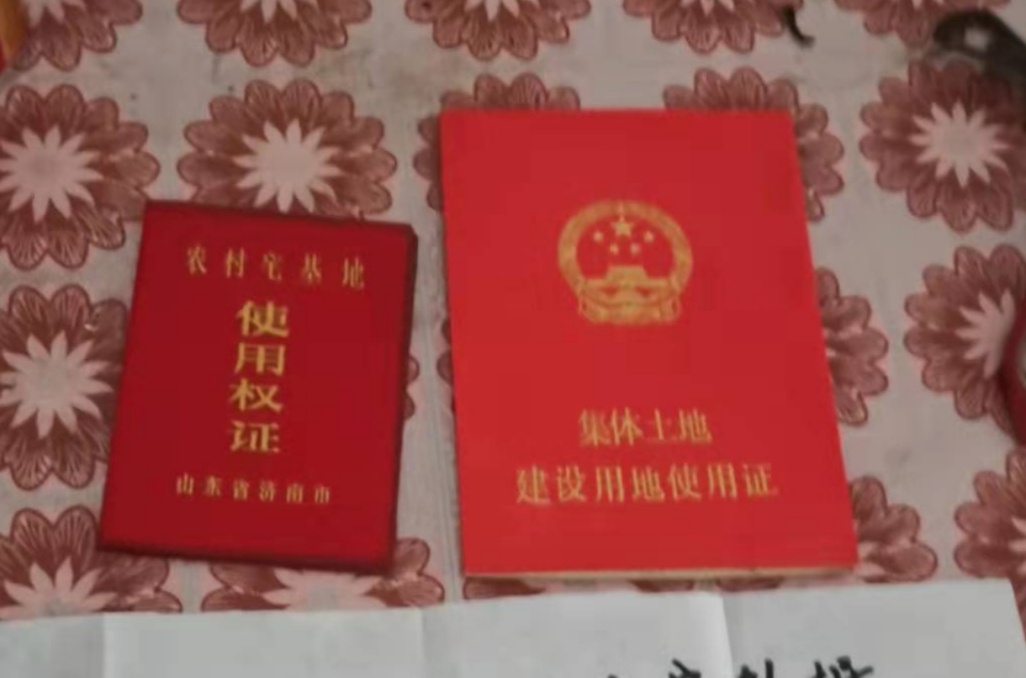 农村宅基地
使用权证
山东省济南市
集体土地
建设用地使用证